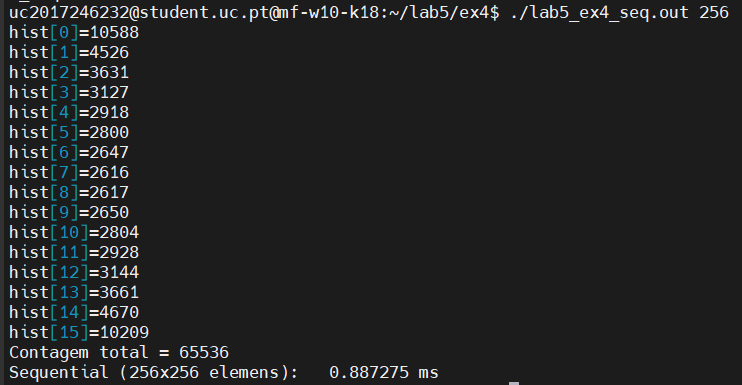 uc2017246232@student.uc.pt@mf-w10-k18:~/lab5/ex4$ ./lab5_ex4_seq.out 256
hist[0]=10588
hist[1]=4526
hist[2]=3631
hist[3]=3127
hist[4]=2918
hist[5]=2800
hist[6]=2647
hist[7]=2616
hist[8]=2617
hist[9]=2650
hist[10]=2804
hist[11]=2928
hist[12]=3144
hist[13]=3661
hist[14]=4670
hist[15]=10209
Contagem total = 65536
Sequential (256x256 elemens):   0.887275 ms